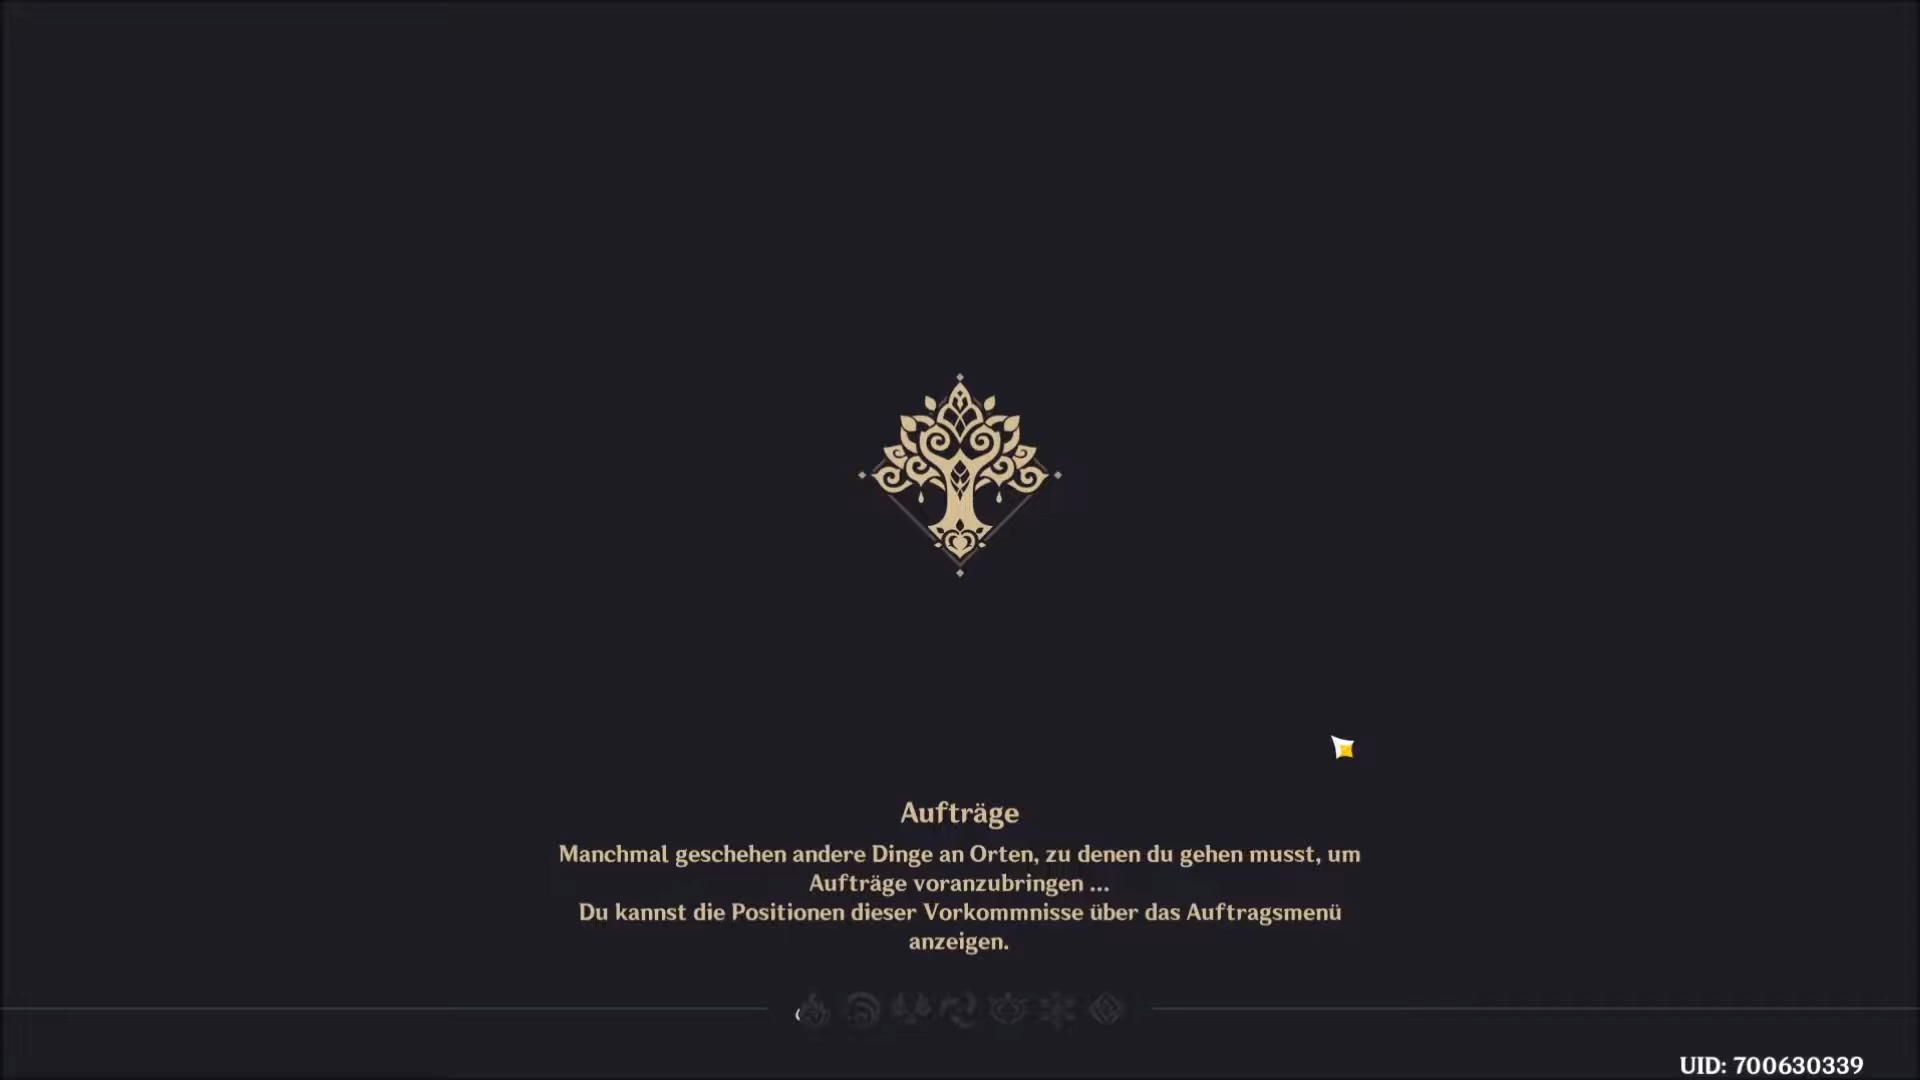 Aufträge
Manchmal geschehen andere Dinge an Orten, zu denen du gehen musst, um
Aufträge voranzubringen ...
Du kannst die Positionen dieser Vorkommnisse über das Auftragsmenü
anzeigen.
UID: 700630339